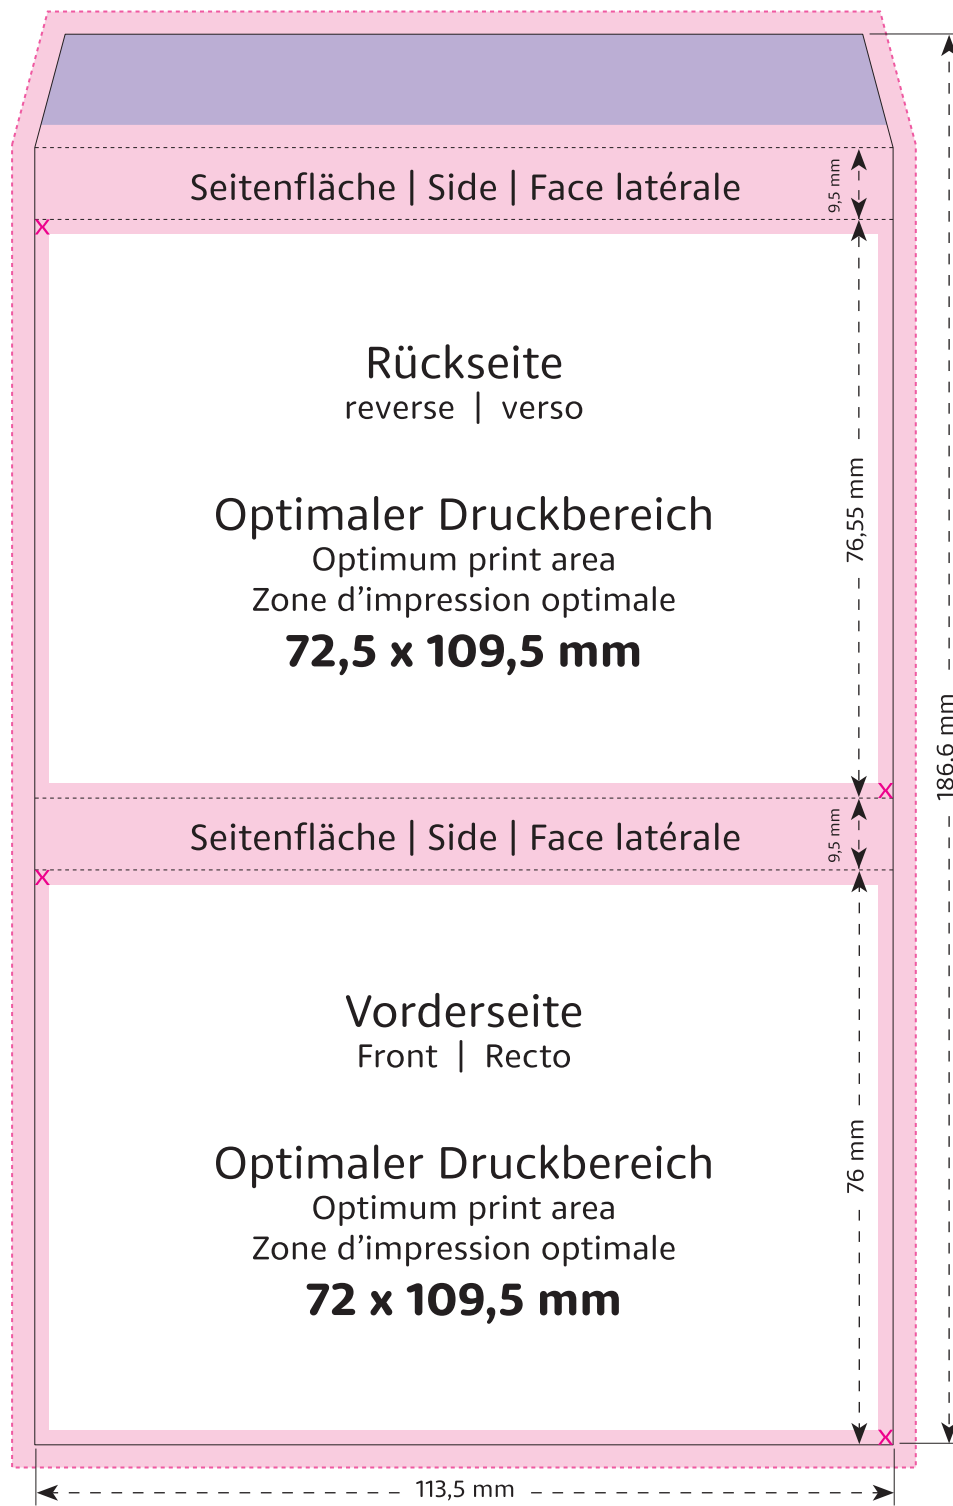 Seitenfläche | Side | Face latérale
9,5 mm
X
Rückseite
reverse | verso
76,55 mm
Optimaler Druckbereich
Optimum print area
Zone d’impression optimale
72,5 x 109,5 mm
186,6 mm
X
Seitenfläche | Side | Face latérale
9,5 mm
X
Vorderseite
Front | Recto
76 mm
Optimaler Druckbereich
Optimum print area
Zone d’impression optimale
72 x 109,5 mm
X
113,5 mm